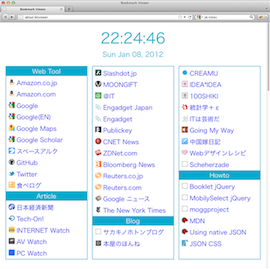 Bookmark Viewer
Bookmark Viewer
22:24:46
Sun Jan 08, 2012
Web Tool
Amazon.co.jp
Amazon.com
Google
Google(EN)
Google Maps
Google Scholar
スペースアルク
GitHub
Twitter
食べログ
Article
日本経済新聞
Tech-On!
INTERNET Watch
AV Watch
PC Watch
Slashdot.jp
MOONGIFT
@IT
Engadget Japan
Engadget
Publickey
CNET News
ZDNet.com
Bloomberg News
Reuters.co.jp
Reuters.com
Google ニュース
The New York Times
Blog
サカキノホトンブログ
本屋のほんね
CREAMU
IDEA*IDEA
100SHIKI
統計学+ε
ITは芸術だ
Going My Way
中国嫁日記
Webデザインレシピ
Scheherzade
Howto
Booklet jQuery
MobilySelect jQuery
moggproject
MDN
Using native JSON
JSON CSS